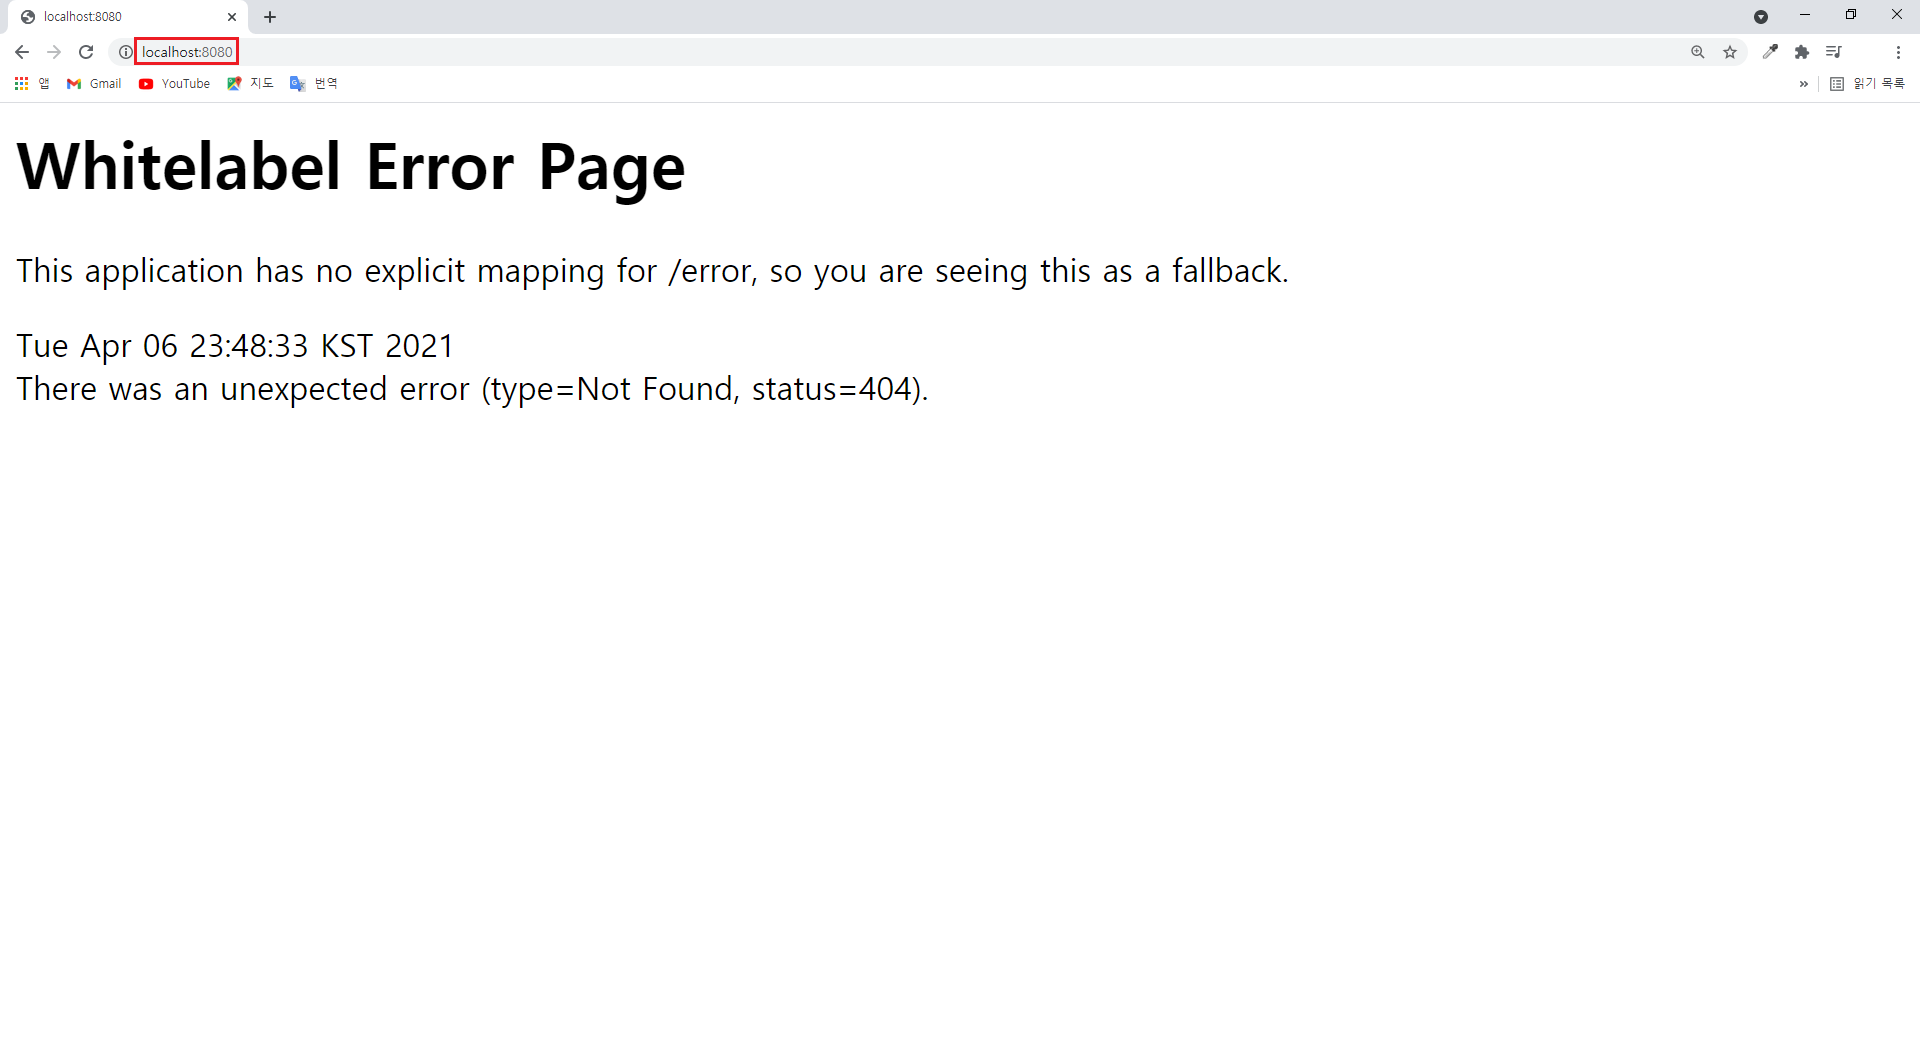 localhost:8080
localhost:8080
앱 Gmail YouTube 지도 번역 » 읽기 목록
Whitelabel Error Page
This application has no explicit mapping for /error, so you are seeing this as a fallback.
Tue Apr 06 23:48:33 KST 2021
There was an unexpected error (type=Not Found, status=404).